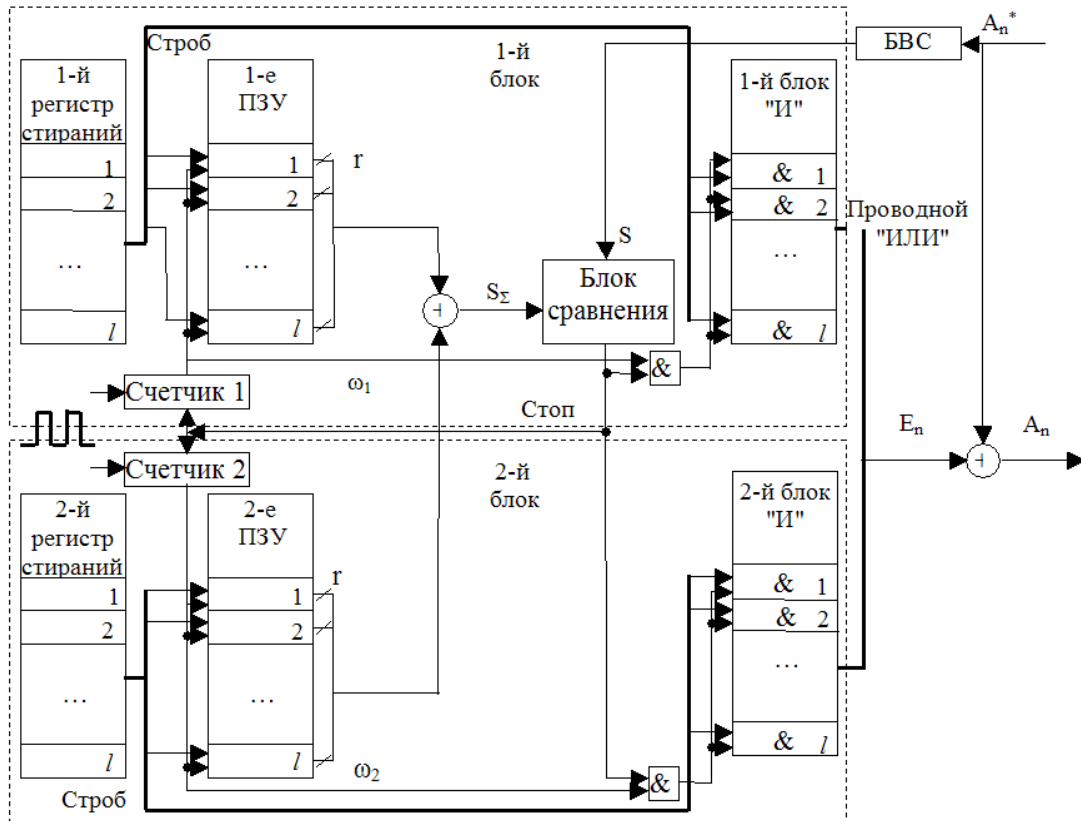 Строб
1-й
блок
БВС
Aₙ*
1-й
регистр
стираний
1
2
…
l
1-е
ПЗУ
1
2
…
l
r
1-й блок
"И"
& 1
& 2
…
& l
Проводной
"ИЛИ"
S
S_Σ
Блок
сравнения
&
ω₁
Счетчик 1
Стоп
Счетчик 2
2-й
блок
Eₙ
Aₙ
2-й
регистр
стираний
1
2
…
l
2-е
ПЗУ
1
2
…
l
r
2-й блок
"И"
& 1
& 2
…
& l
&
ω₂
Строб